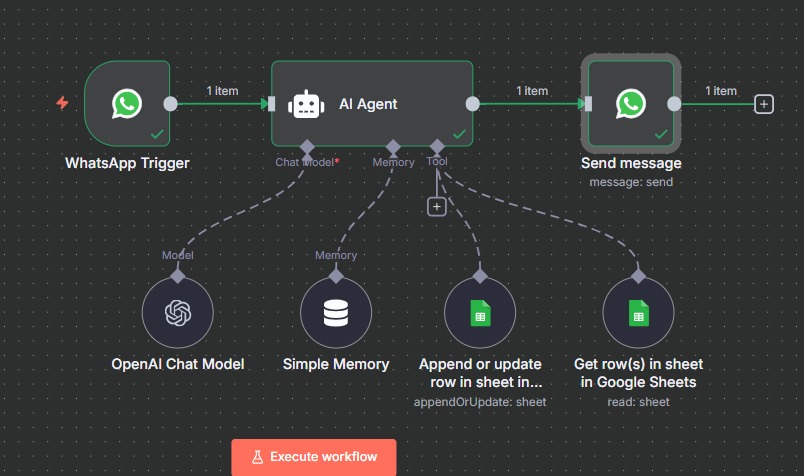 1 item
1 item
1 item
AI Agent
WhatsApp Trigger
Chat Model*
Memory
Tool
Send message
message: send
Model
Memory
OpenAI Chat Model
Simple Memory
Append or update
row in sheet in...
appendOrUpdate: sheet
Get row(s) in sheet
in Google Sheets
read: sheet
Execute workflow